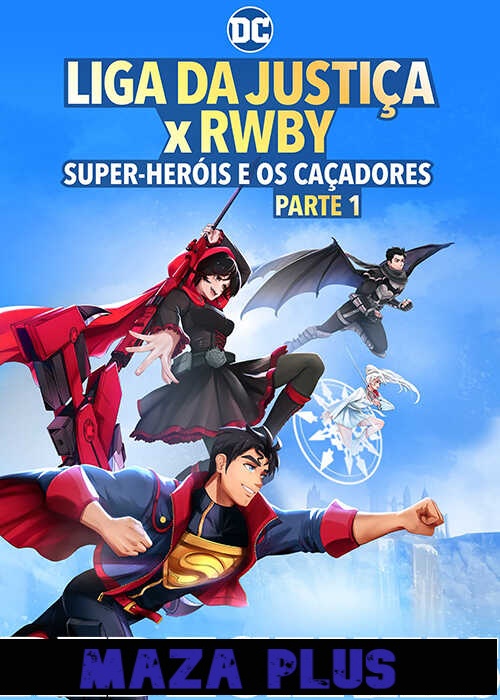 DC
LIGA DA JUSTIÇA
x RWBY
SUPER-HERÓIS E OS CAÇADORES
PARTE 1
MAZA PLUS